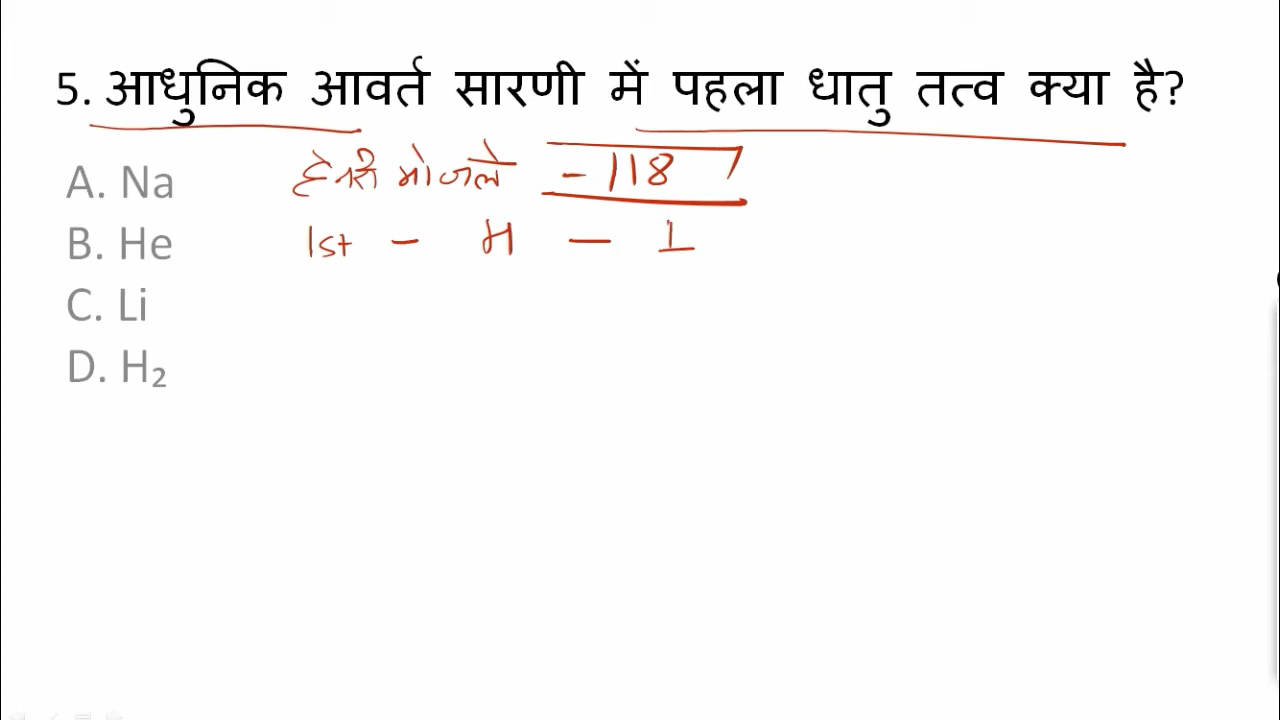 5. आधुनिक आवर्त सारणी में पहला धातु तत्व क्या है?
A. Na हेनरी मोजले - 118
B. He 1st - H - 1
C. Li
D. H₂